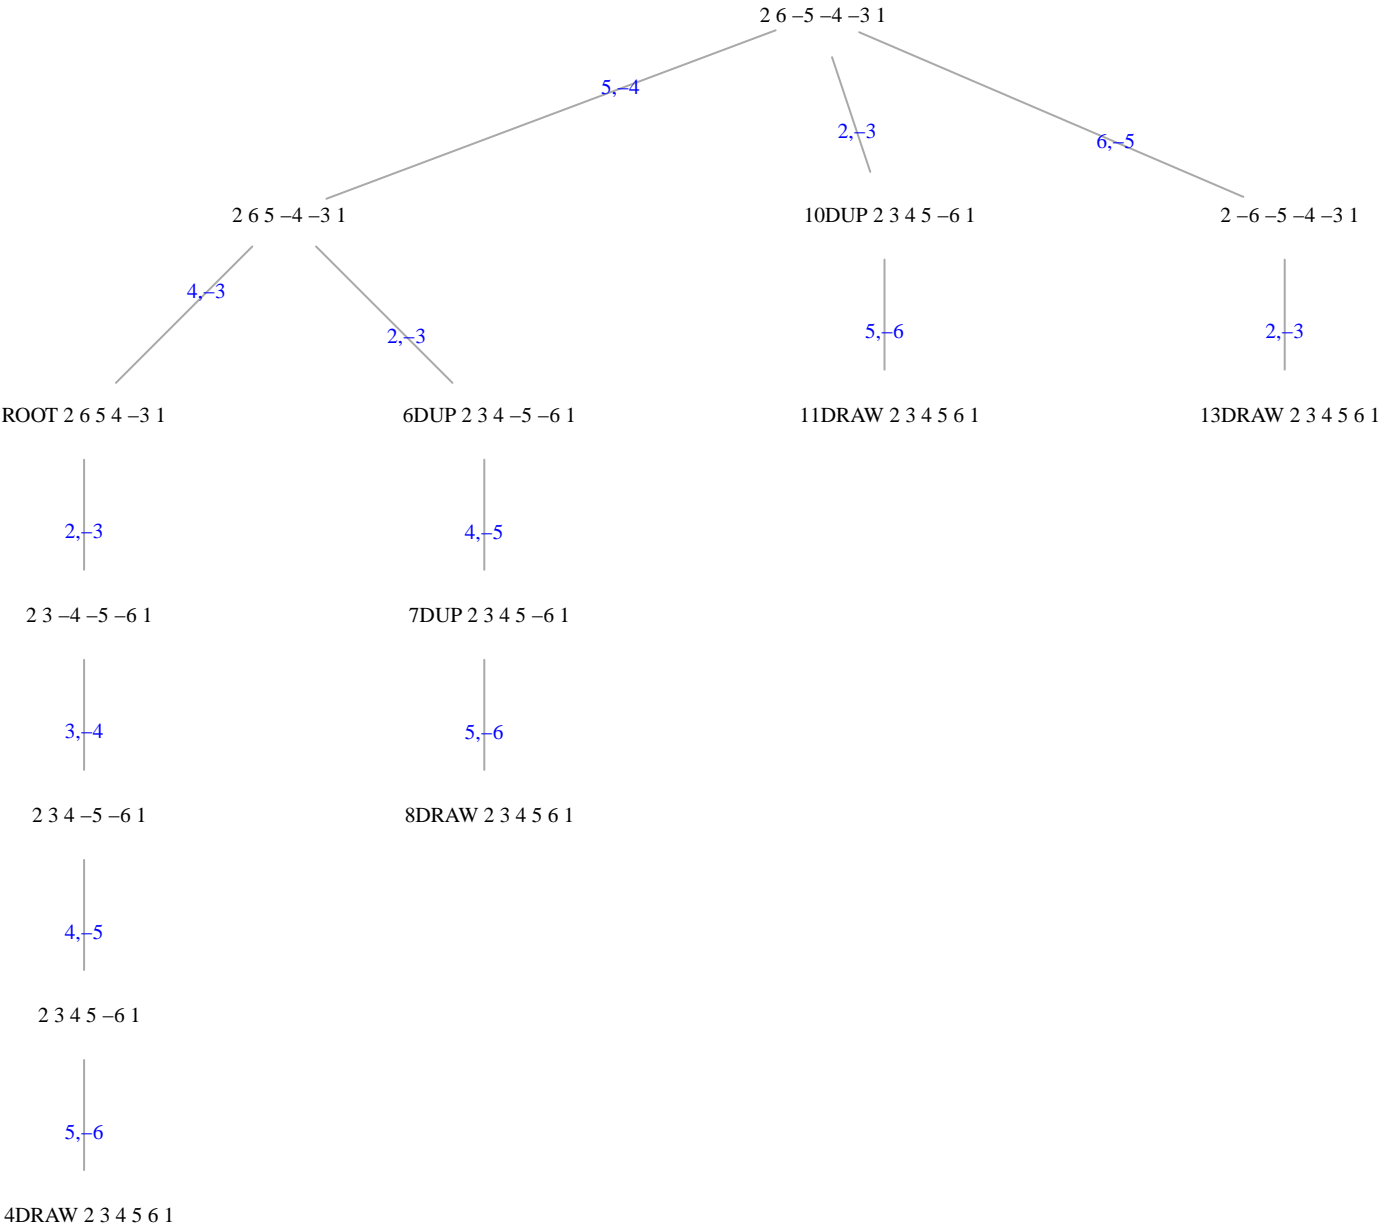 2 6 –5 –4 –3 1
5,–4
2,–3
6,–5
2 6 5 –4 –3 1
10DUP 2 3 4 5 –6 1
2 –6 –5 –4 –3 1
4,–3
2,–3
5,–6
2,–3
ROOT 2 6 5 4 –3 1
6DUP 2 3 4 –5 –6 1
11DRAW 2 3 4 5 6 1
13DRAW 2 3 4 5 6 1
2,–3
4,–5
2 3 –4 –5 –6 1
7DUP 2 3 4 5 –6 1
3,–4
5,–6
2 3 4 –5 –6 1
8DRAW 2 3 4 5 6 1
4,–5
2 3 4 5 –6 1
5,–6
4DRAW 2 3 4 5 6 1